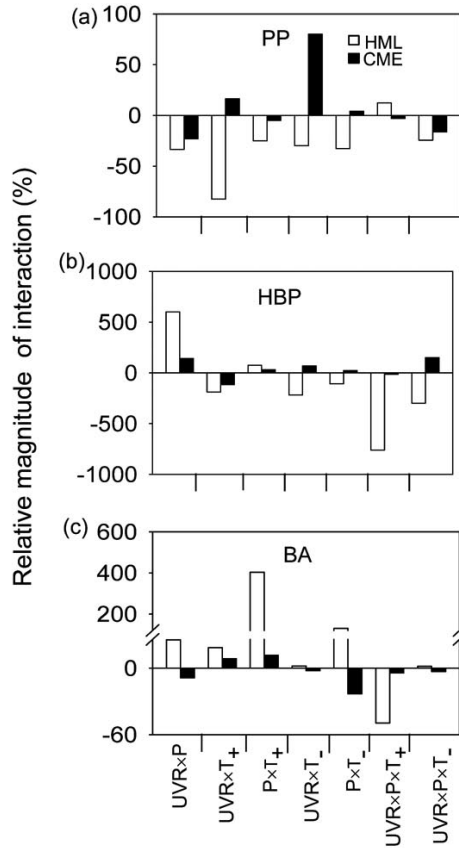 Relative magnitude of interaction (%)
(a)
PP
HML
CME
100
50
0
-50
-100
(b)
HBP
1000
500
0
-500
-1000
(c)
BA
600
400
200
0
-60
UVR×P
UVR×T+
P×T+
UVR×T-
P×T-
UVR×P×T+
UVR×P×T-